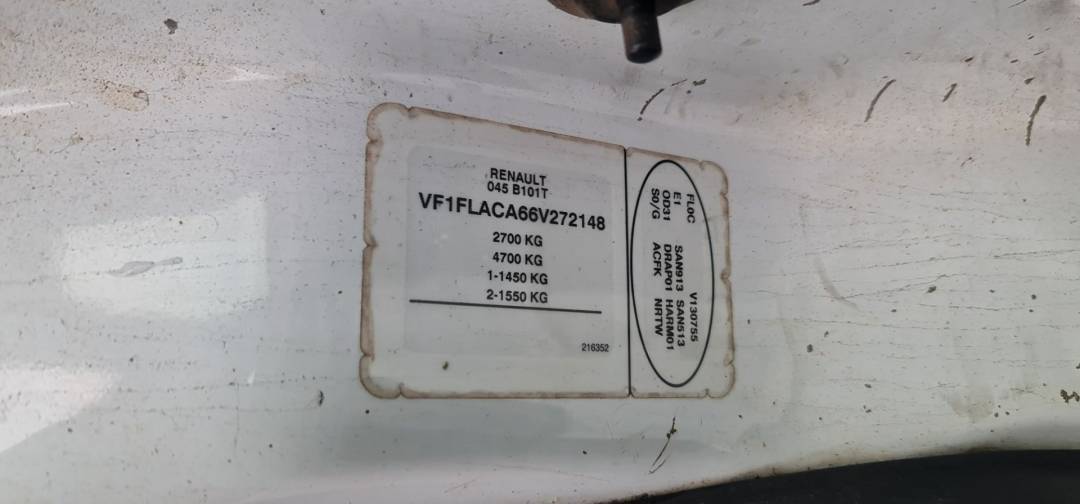 RENAULT
045 B101T
VF1FLACA66V272148
2700 KG
4700 KG
1-1450 KG
2-1550 KG
216352
FL0C V130755
E1 SAN913 SAN513
OD31 DRAP01 HARM01
S0/G ACFK NRTW